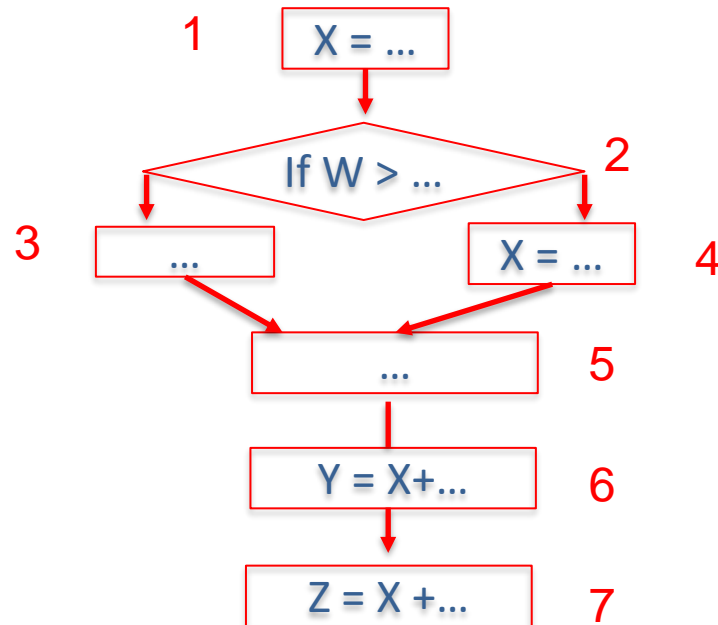 1
X = ...
If W > ...
2
3
...
X = ...
4
...
5
Y = X+...
6
Z = X +...
7